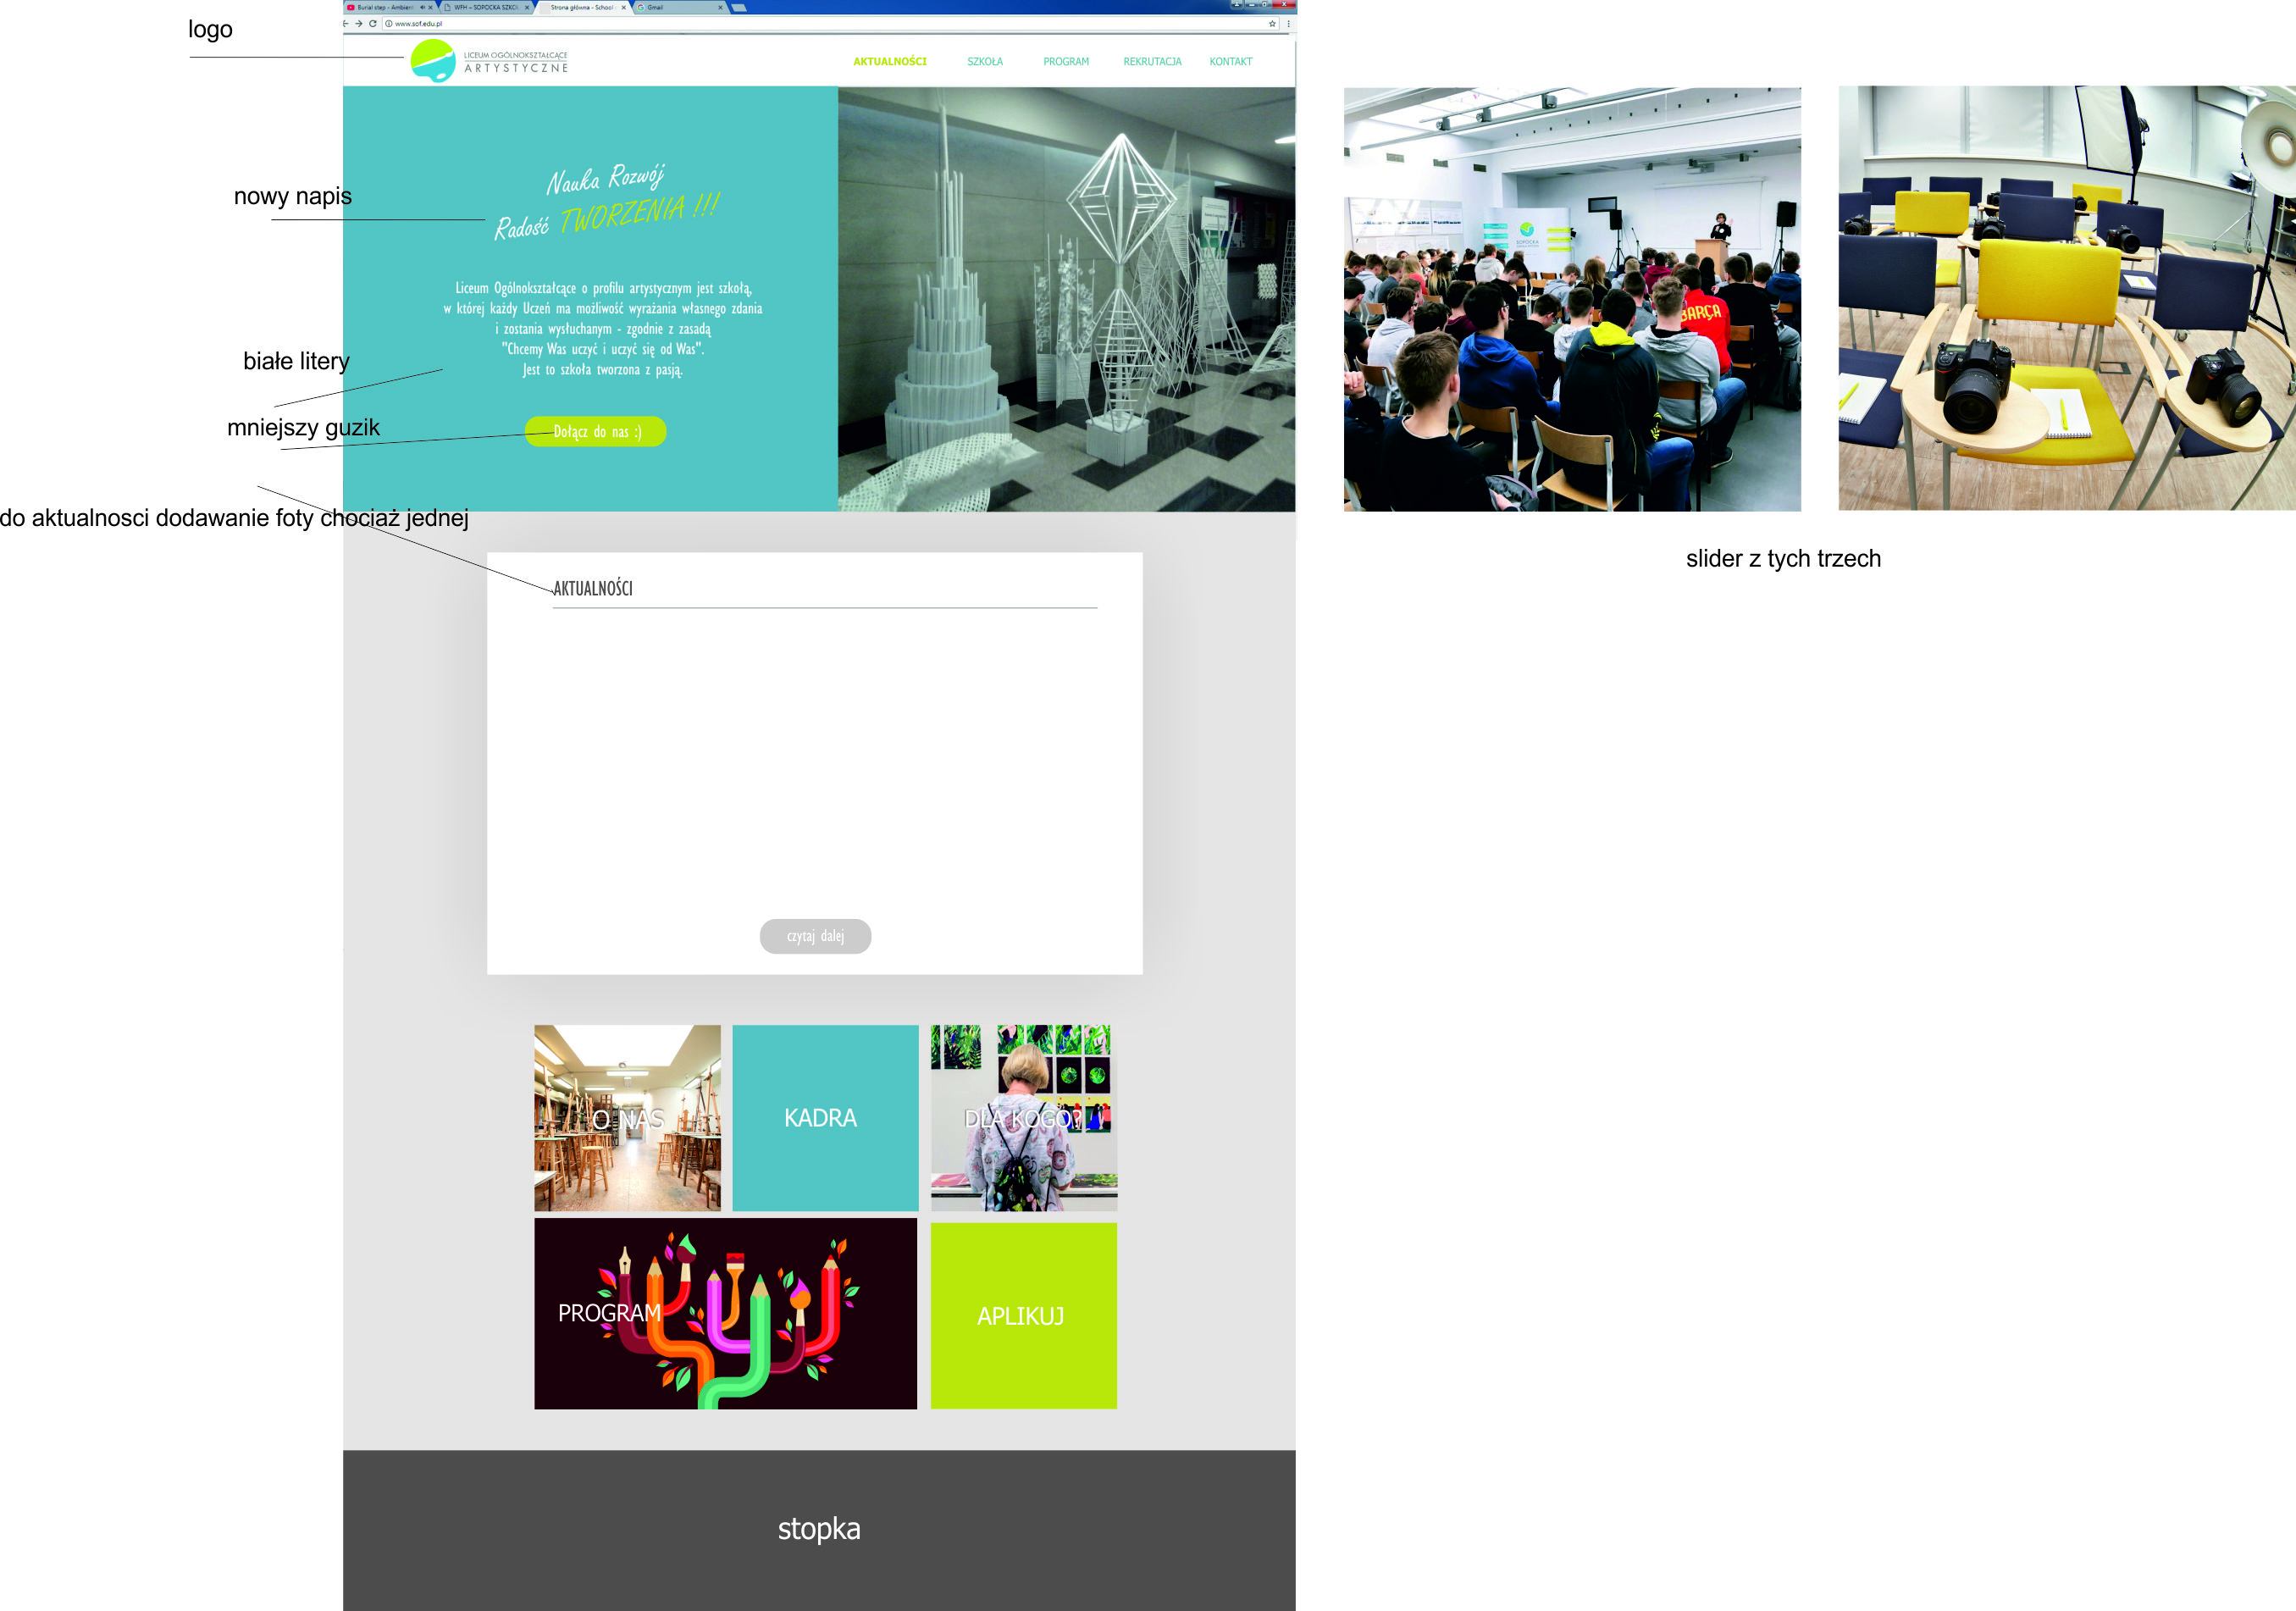 logo
Burial step - Ambient
WFH – SOPOCKA SZKOŁ
Strona główna - School
Gmail
www.sof.edu.pl
LICEUM OGÓLNOKSZTAŁCĄCE
ARTYSTYCZNE
AKTUALNOŚCI SZKOŁA PROGRAM REKRUTACJA KONTAKT
nowy napis
Nauka Rozwój
Radość TWORZENIA !!!
Liceum Ogólnokształcące o profilu artystycznym jest szkołą,
w której każdy Uczeń ma możliwość wyrażania własnego zdania
i zostania wysłuchanym - zgodnie z zasadą
"Chcemy Was uczyć i uczyć się od Was".
Jest to szkoła tworzona z pasją.
białe litery
mniejszy guzik
Dołącz do nas :)
do aktualnosci dodawanie foty chociaż jednej
SOPOCKA
BARÇA
slider z tych trzech
AKTUALNOŚCI
czytaj dalej
O NAS
KADRA
DLA KOGO?
PROGRAM
APLIKUJ
stopka